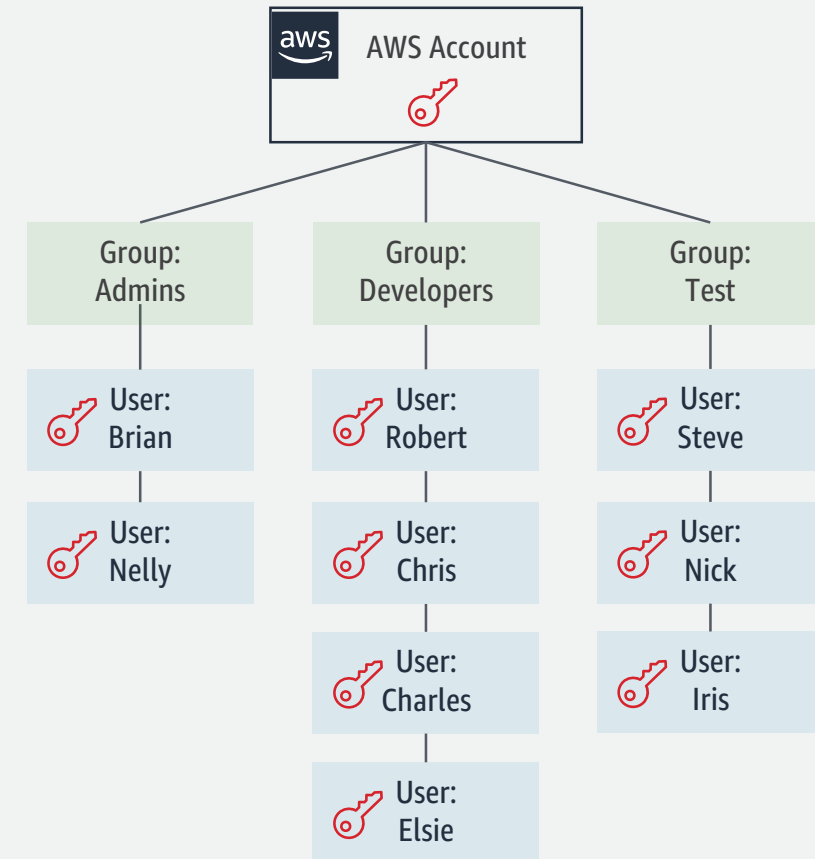 aws
AWS Account
Group:
Admins
User:
Brian
User:
Nelly
Group:
Developers
User:
Robert
User:
Chris
User:
Charles
User:
Elsie
Group:
Test
User:
Steve
User:
Nick
User:
Iris